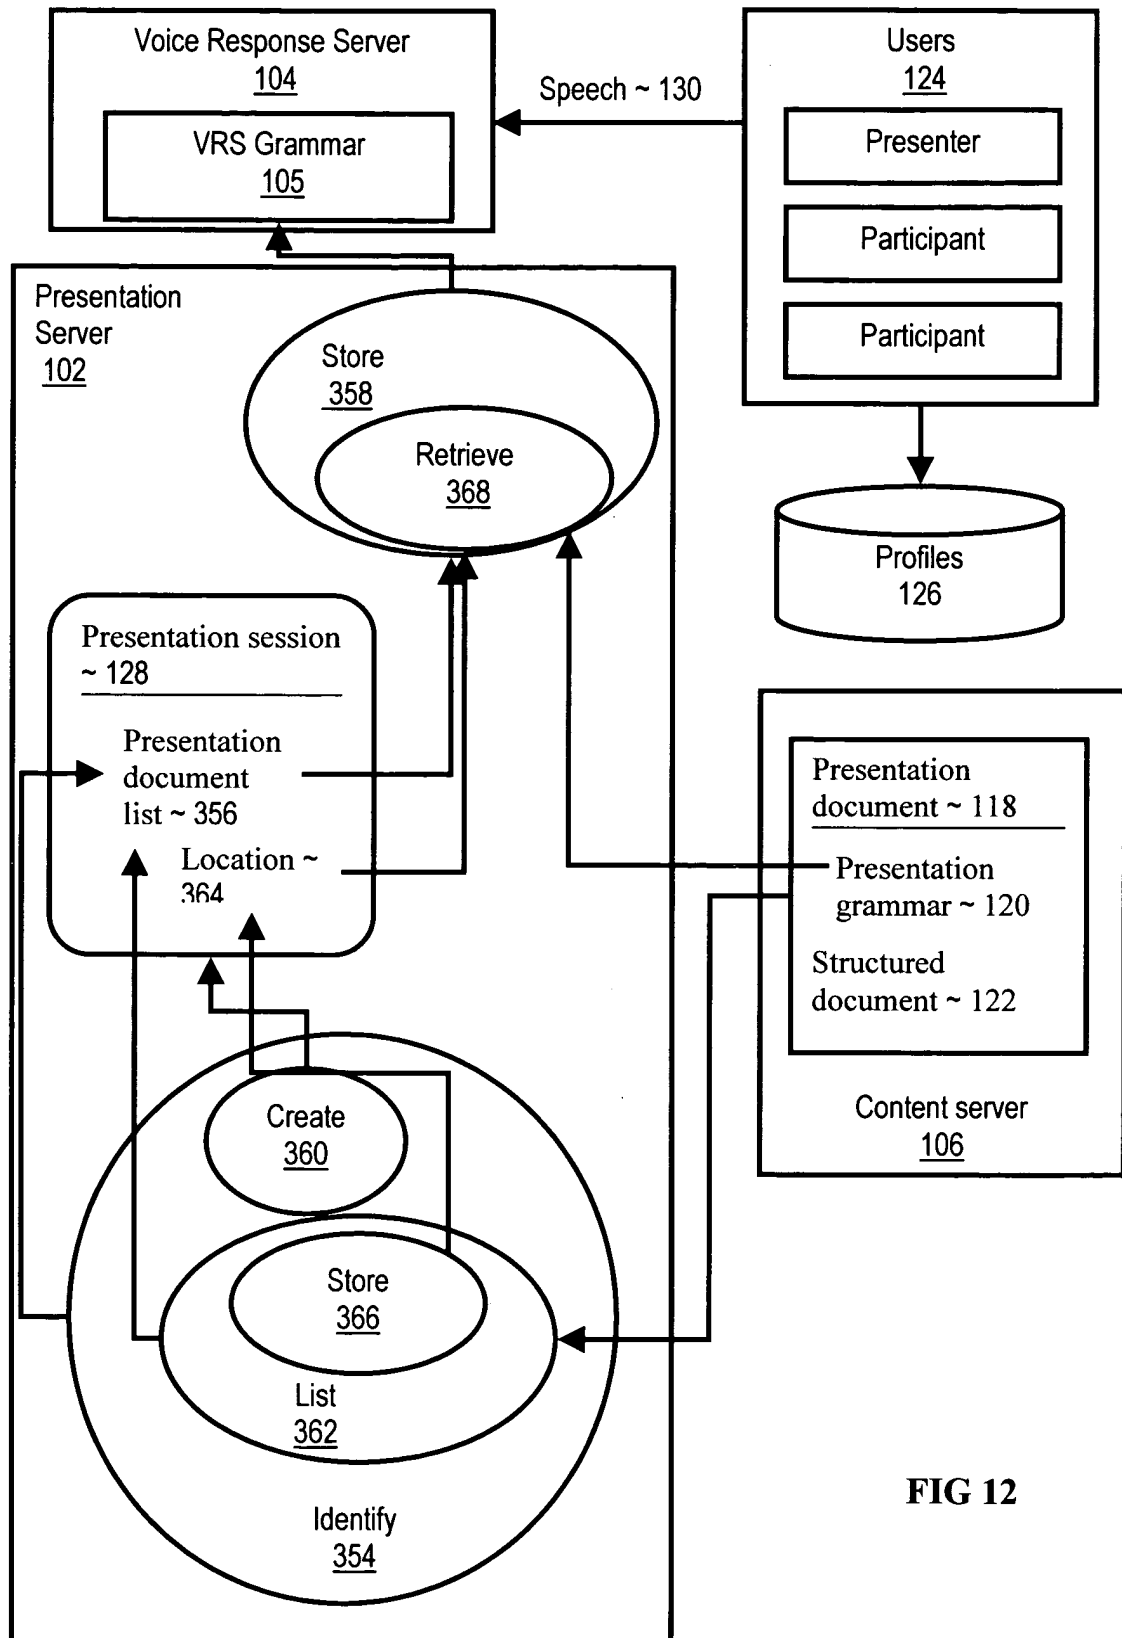 Voice Response Server
104
VRS Grammar
105
Speech ~ 130
Users
124
Presenter
Participant
Participant
Profiles
126
Presentation
Server
102
Store
358
Retrieve
368
Presentation session
~ 128
Presentation
document
list ~ 356
Location ~
364
Presentation
document ~ 118
Presentation
grammar ~ 120
Structured
document ~ 122
Content server
106
Create
360
Store
366
List
362
Identify
354
FIG 12